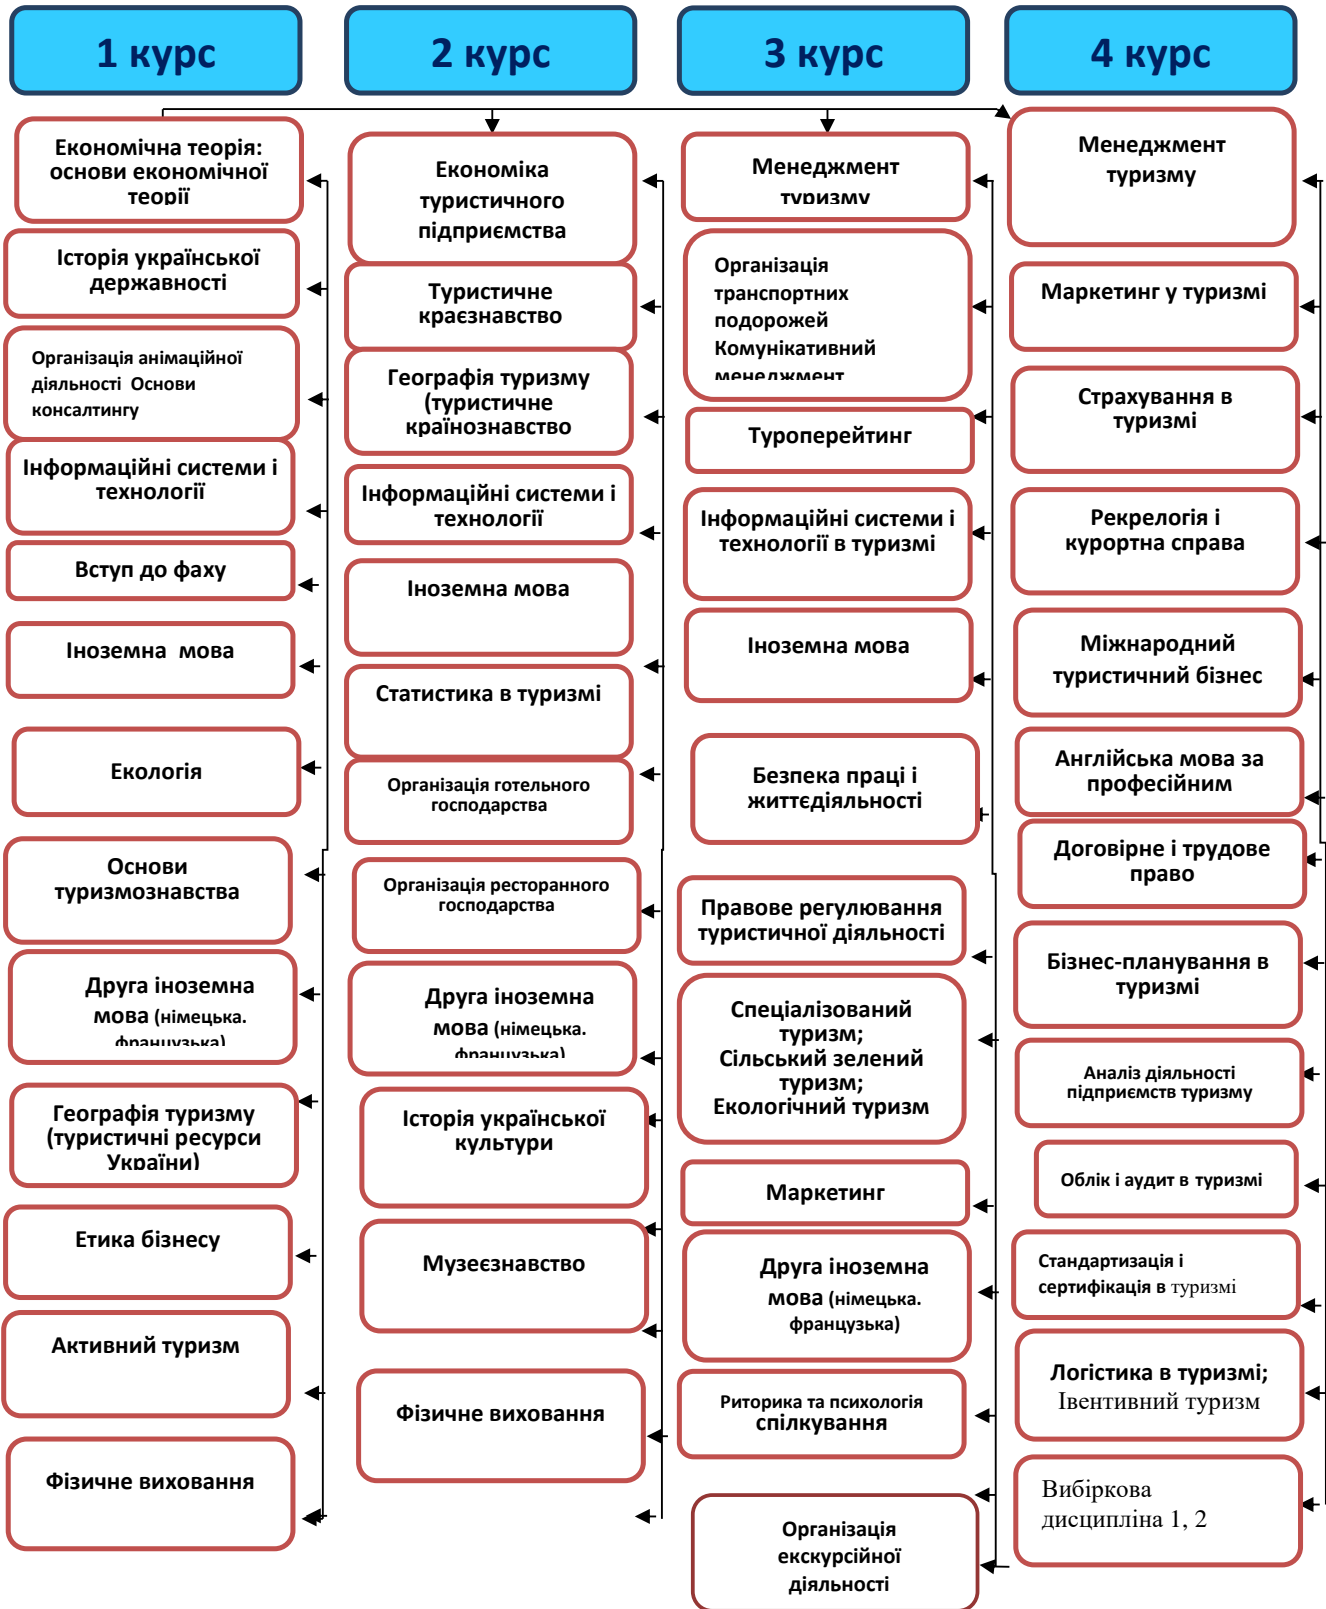 1 курс
Економічна теорія:
основи економічної
теорії
Історія української
державності
Організація анімаційної
діяльності Основи
консалтингу
Інформаційні системи і
технології
Вступ до фаху
Іноземна мова
Екологія
Основи
туризмознавства
Друга іноземна
мова (німецька.
французька)
Географія туризму
(туристичні ресурси
України)
Етика бізнесу
Активний туризм
Фізичне виховання
2 курс
Економіка
туристичного
підприємства
Туристичне
краєзнавство
Географія туризму
(туристичне
країнознавство
Інформаційні системи і
технології
Іноземна мова
Статистика в туризмі
Організація готельного
господарства
Організація ресторанного
господарства
Друга іноземна
мова (німецька.
французька)
Історія української
культури
Музеєзнавство
Фізичне виховання
3 курс
Менеджмент
туризму
Організація
транспортних
подорожей
Комунікативний
менеджмент
Туроперейтинг
Інформаційні системи і
технології в туризмі
Іноземна мова
Безпека праці і
життєдіяльності
Правове регулювання
туристичної діяльності
Спеціалізований
туризм;
Сільський зелений
туризм;
Екологічний туризм
Маркетинг
Друга іноземна
мова (німецька.
французька)
Риторика та психологія
спілкування
Організація
екскурсійної
діяльності
4 курс
Менеджмент
туризму
Маркетинг у туризмі
Страхування в
туризмі
Рекрелогія і
курортна справа
Міжнародний
туристичний бізнес
Англійська мова за
професійним
Договірне і трудове
право
Бізнес-планування в
туризмі
Аналіз діяльності
підприємств туризму
Облік і аудит в туризмі
Стандартизація і
сертифікація в туризмі
Логістика в туризмі;
Івентивний туризм
Вибіркова
дисципліна 1, 2